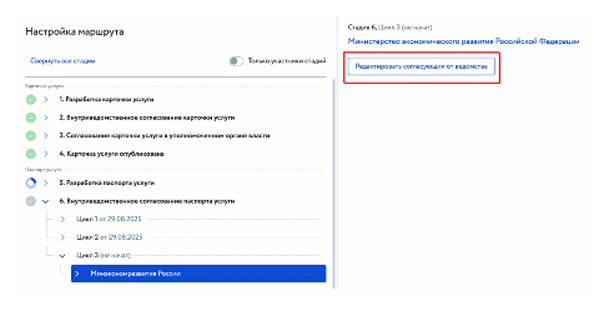 Настройка маршрута
Свернуть все стадии
Только участники стадий
Карточка услуги
1. Разработка карточки услуги
2. Внутриведомственное согласование карточки услуги
3. Согласование карточки услуги в уполномоченном органе власти
4. Карточка услуги опубликована
Паспорт услуги
5. Разработка паспорта услуги
6. Внутриведомственное согласование паспорта услуги
Цикл 1 от 29.08.2025
Цикл 2 от 29.08.2025
Цикл 3 (не начат)
Минэкономразвития России
Стадия 6, Цикл 3 (не начат)
Министерство экономического развития Российской Федерации
Редактировать согласующих от ведомства